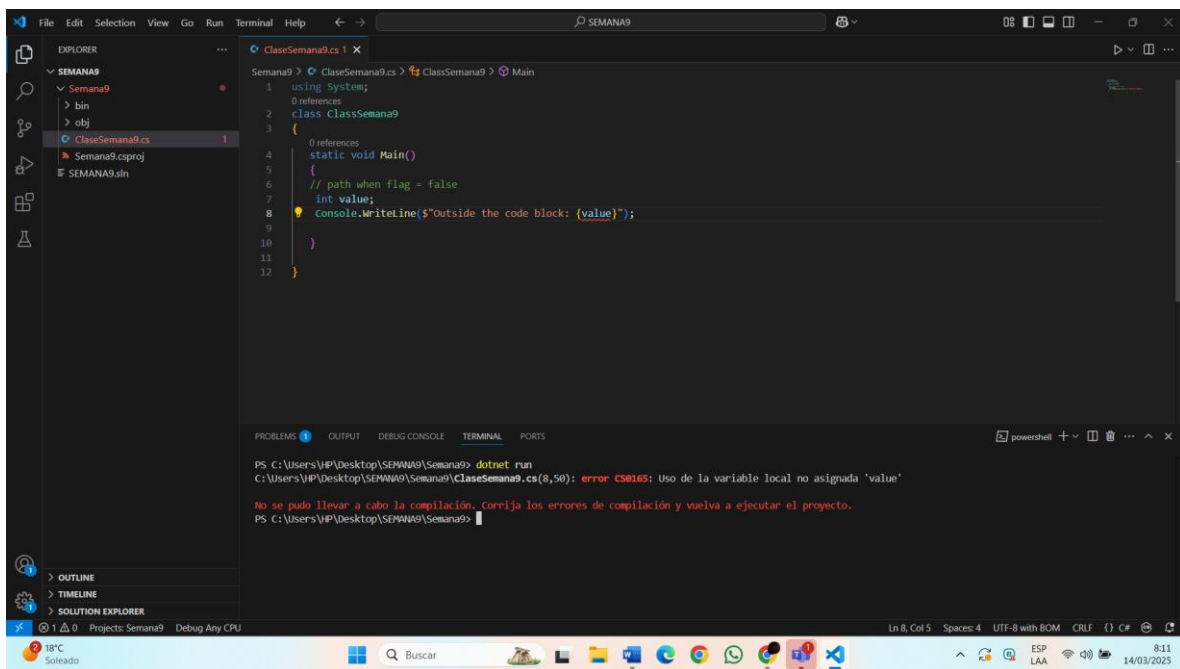 File Edit Selection View Go Run Terminal Help
SEMANA9
EXPLORER
SEMANA9
Semana9
bin
obj
ClaseSemana9.cs 1
Semana9.csproj
SEMANA9.sln
OUTLINE
TIMELINE
SOLUTION EXPLORER
ClaseSemana9.cs 1
Semana9 > ClaseSemana9.cs > ClassSemana9 > Main
1 using System;
0 references
2 class ClassSemana9
3 {
0 references
4 static void Main()
5 {
6 // path when flag = false
7 int value;
8 Console.WriteLine($"Outside the code block: {value}");
9
10 }
11
12 }
PROBLEMS 1 OUTPUT DEBUG CONSOLE TERMINAL PORTS
powershell
PS C:\Users\HP\Desktop\SEMANA9\Semana9> dotnet run
C:\Users\HP\Desktop\SEMANA9\Semana9\ClaseSemana9.cs(8,50): error CS0165: Uso de la variable local no asignada 'value'
No se pudo llevar a cabo la compilación. Corrija los errores de compilación y vuelva a ejecutar el proyecto.
PS C:\Users\HP\Desktop\SEMANA9\Semana9>
1 0 Projects: Semana9 Debug Any CPU
Ln 8, Col 5 Spaces: 4 UTF-8 with BOM CRLF {} C#
2 18°C
Soleado
Buscar
ESP
LAA
8:11
14/03/2025